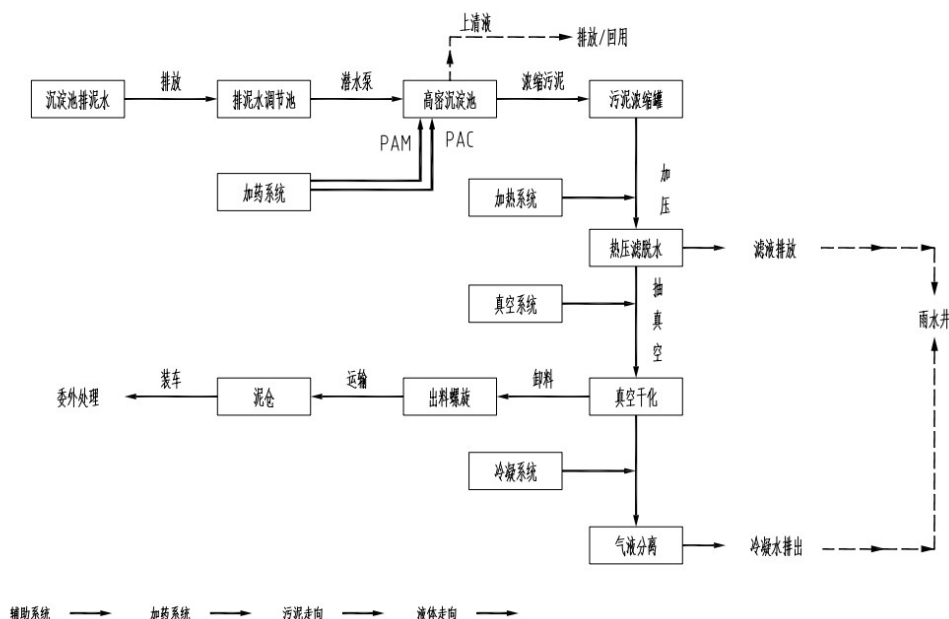 上清液
排放/回用
沉淀池排泥水
排放
排泥水调节池
潜水泵
高密沉淀池
浓缩污泥
污泥浓缩罐
PAM
PAC
加药系统
加热系统
加压
热压滤脱水
滤液排放
真空系统
抽真空
雨水井
委外处理
装车
泥仓
运输
出料螺旋
卸料
真空干化
冷凝系统
气液分离
冷凝水排出
辅助系统
加药系统
污泥走向
液体走向